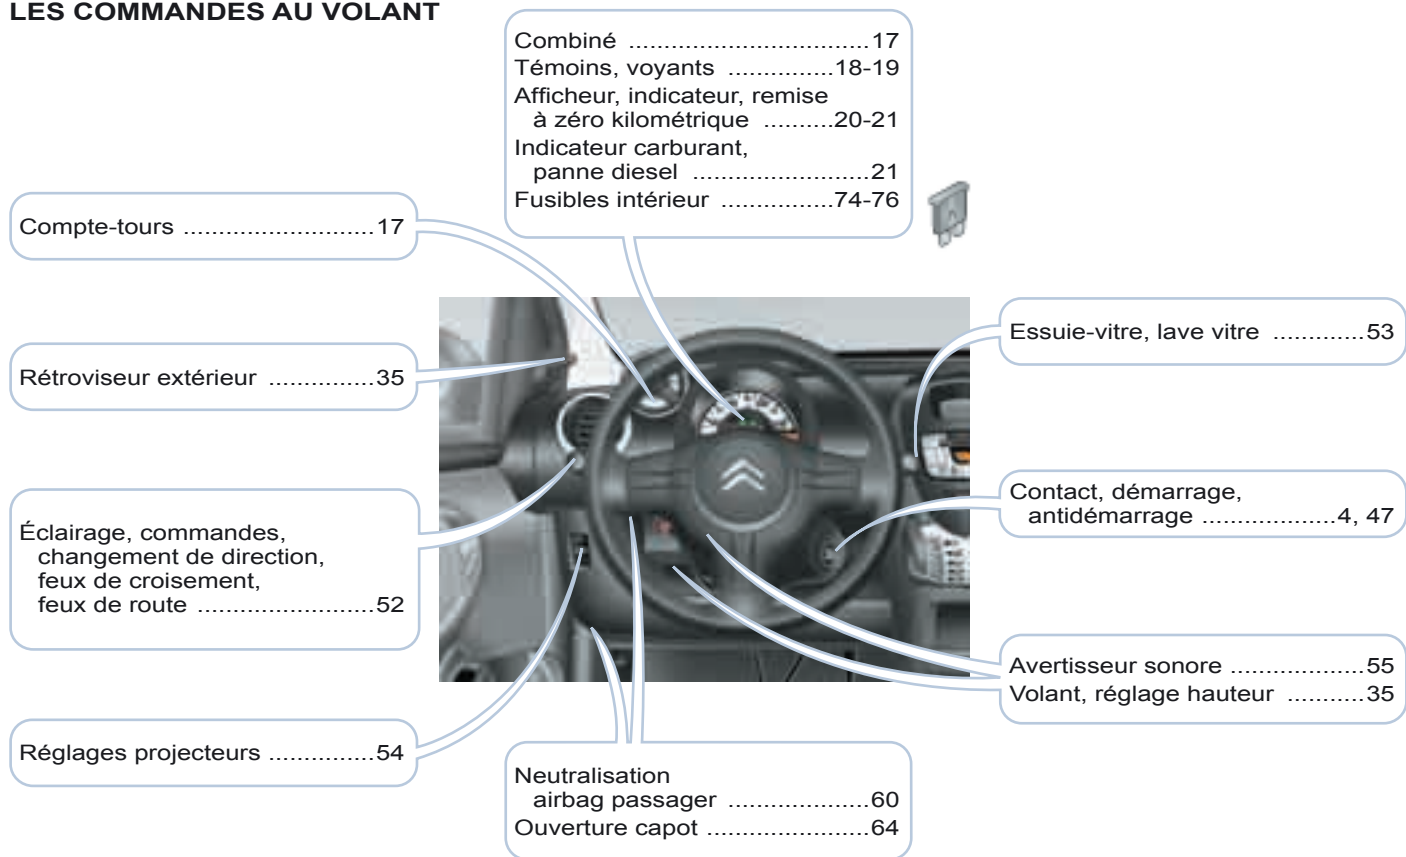 LES COMMANDES AU VOLANT
Combiné ..................................17
Témoins, voyants ...............18-19
Afficheur, indicateur, remise
à zéro kilométrique ..........20-21
Indicateur carburant,
panne diesel .........................21
Fusibles intérieur ................74-76
Compte-tours ...........................17
Rétroviseur extérieur ...............35
Éclairage, commandes,
changement de direction,
feux de croisement,
feux de route .........................52
Réglages projecteurs ...............54
Neutralisation
airbag passager ....................60
Ouverture capot .......................64
Essuie-vitre, lave vitre .............53
Contact, démarrage,
antidémarrage ...................4, 47
Avertisseur sonore ...................55
Volant, réglage hauteur ...........35